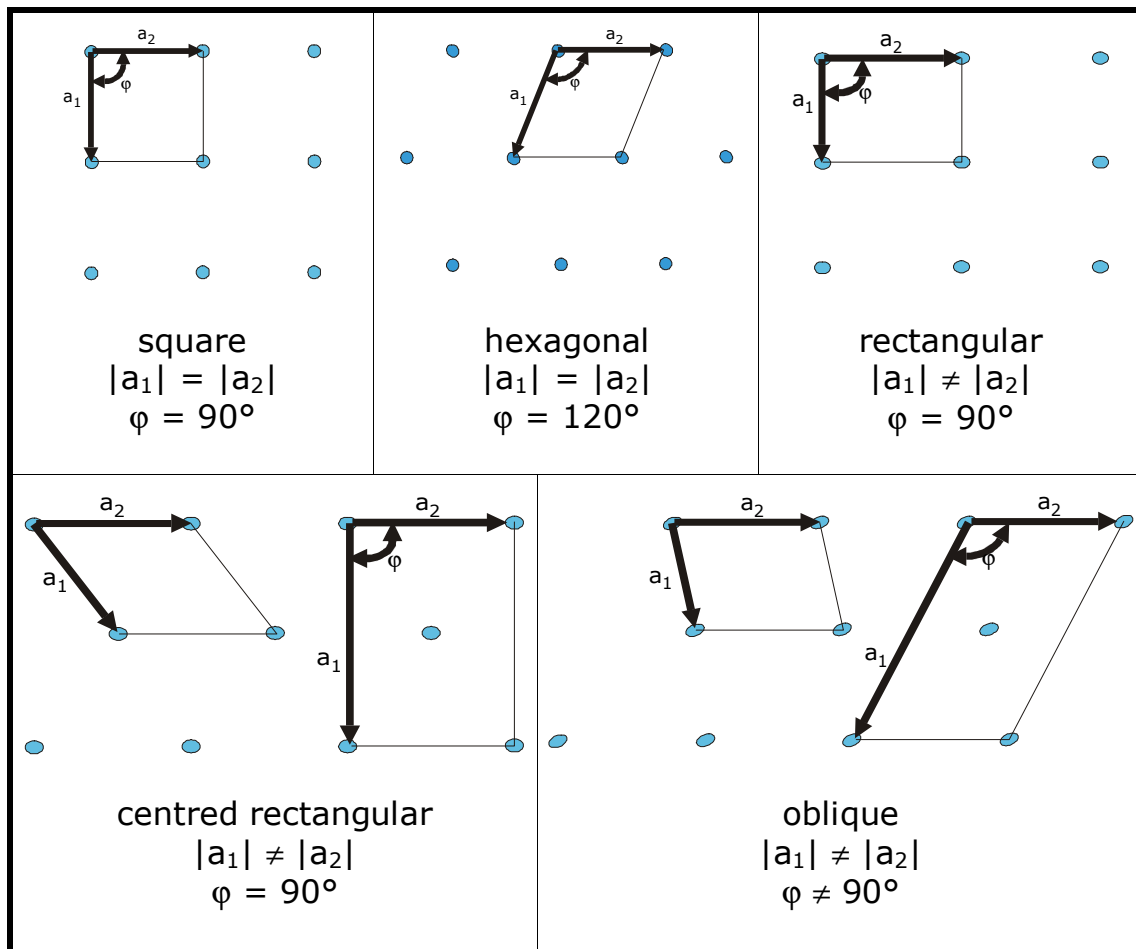 a₂
a₁
φ
square
|a₁| = |a₂|
φ = 90°
a₂
a₁
φ
hexagonal
|a₁| = |a₂|
φ = 120°
a₂
a₁
φ
rectangular
|a₁| ≠ |a₂|
φ = 90°
a₂
a₁
a₂
φ
a₁
centred rectangular
|a₁| ≠ |a₂|
φ = 90°
a₂
a₁
a₂
φ
a₁
oblique
|a₁| ≠ |a₂|
φ ≠ 90°